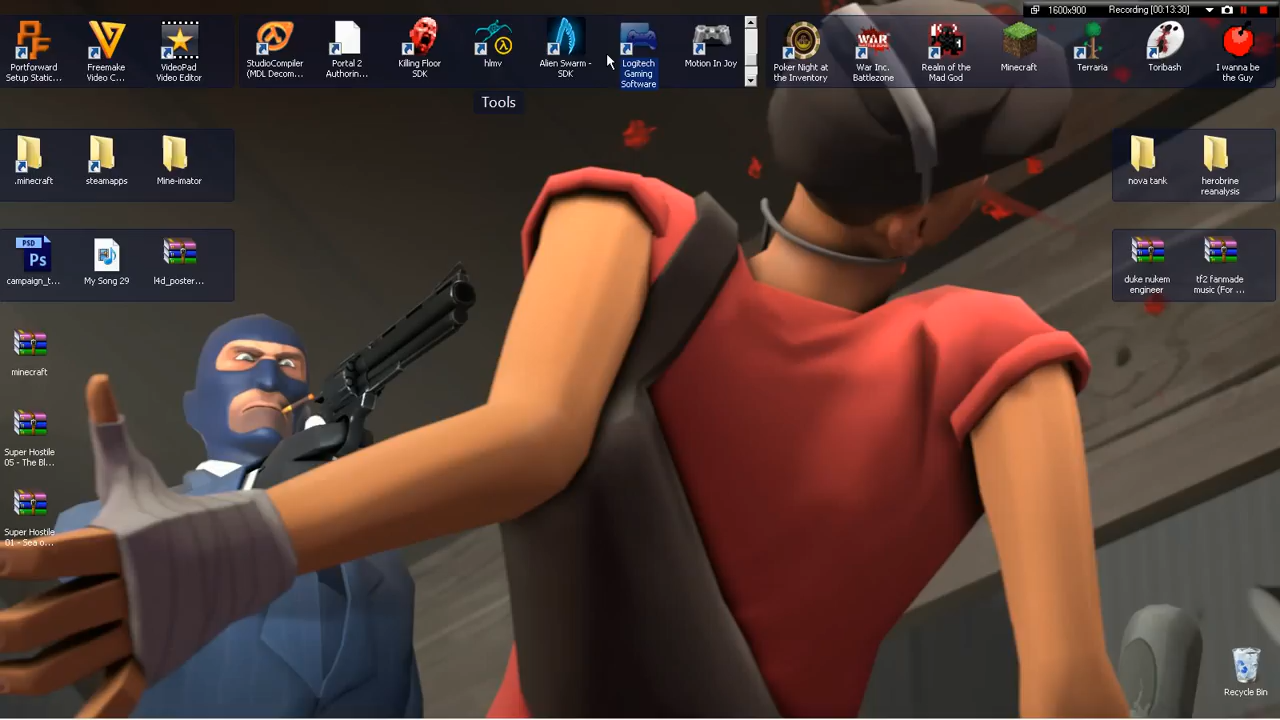 1600x900 Recording [00:13:30]
Portforward
Setup Static...
Freemake
Video C...
VideoPad
Video Editor
StudioCompiler
(MDL Decom...
Portal 2
Authorin...
Killing Floor
SDK
hlmv
Alien Swarm -
SDK
Logitech
Gaming
Software
Motion In Joy
Poker Night at
the Inventory
War Inc.
Battlezone
Realm of the
Mad God
Minecraft
Terraria
Toribash
I wanna be
the Guy
Tools
.minecraft
steamapps
Mine-imator
nova tank
herobrine
reanalysis
PSD
Ps
campaign_t...
My Song 29
l4d_poster...
duke nukem
engineer
tf2 fanmade
music (For ...
minecraft
Super Hostile
05 - The Bl...
Super Hostile
01 - Sea o...
Recycle Bin